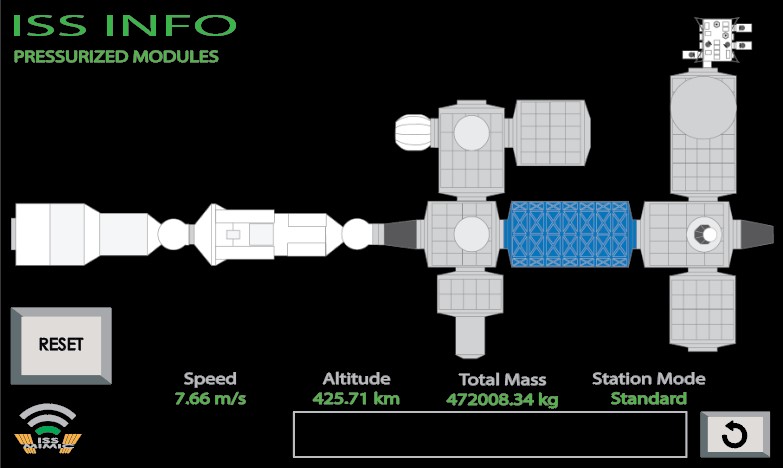 ISS INFO
PRESSURIZED MODULES
RESET
Speed Altitude Total Mass Station Mode
7.66 m/s 425.71 km 472008.34 kg Standard
ISS
MIMIC